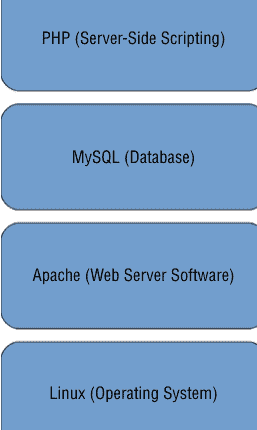 PHP (Server-Side Scripting)
MySQL (Database)
Apache (Web Server Software)
Linux (Operating System)